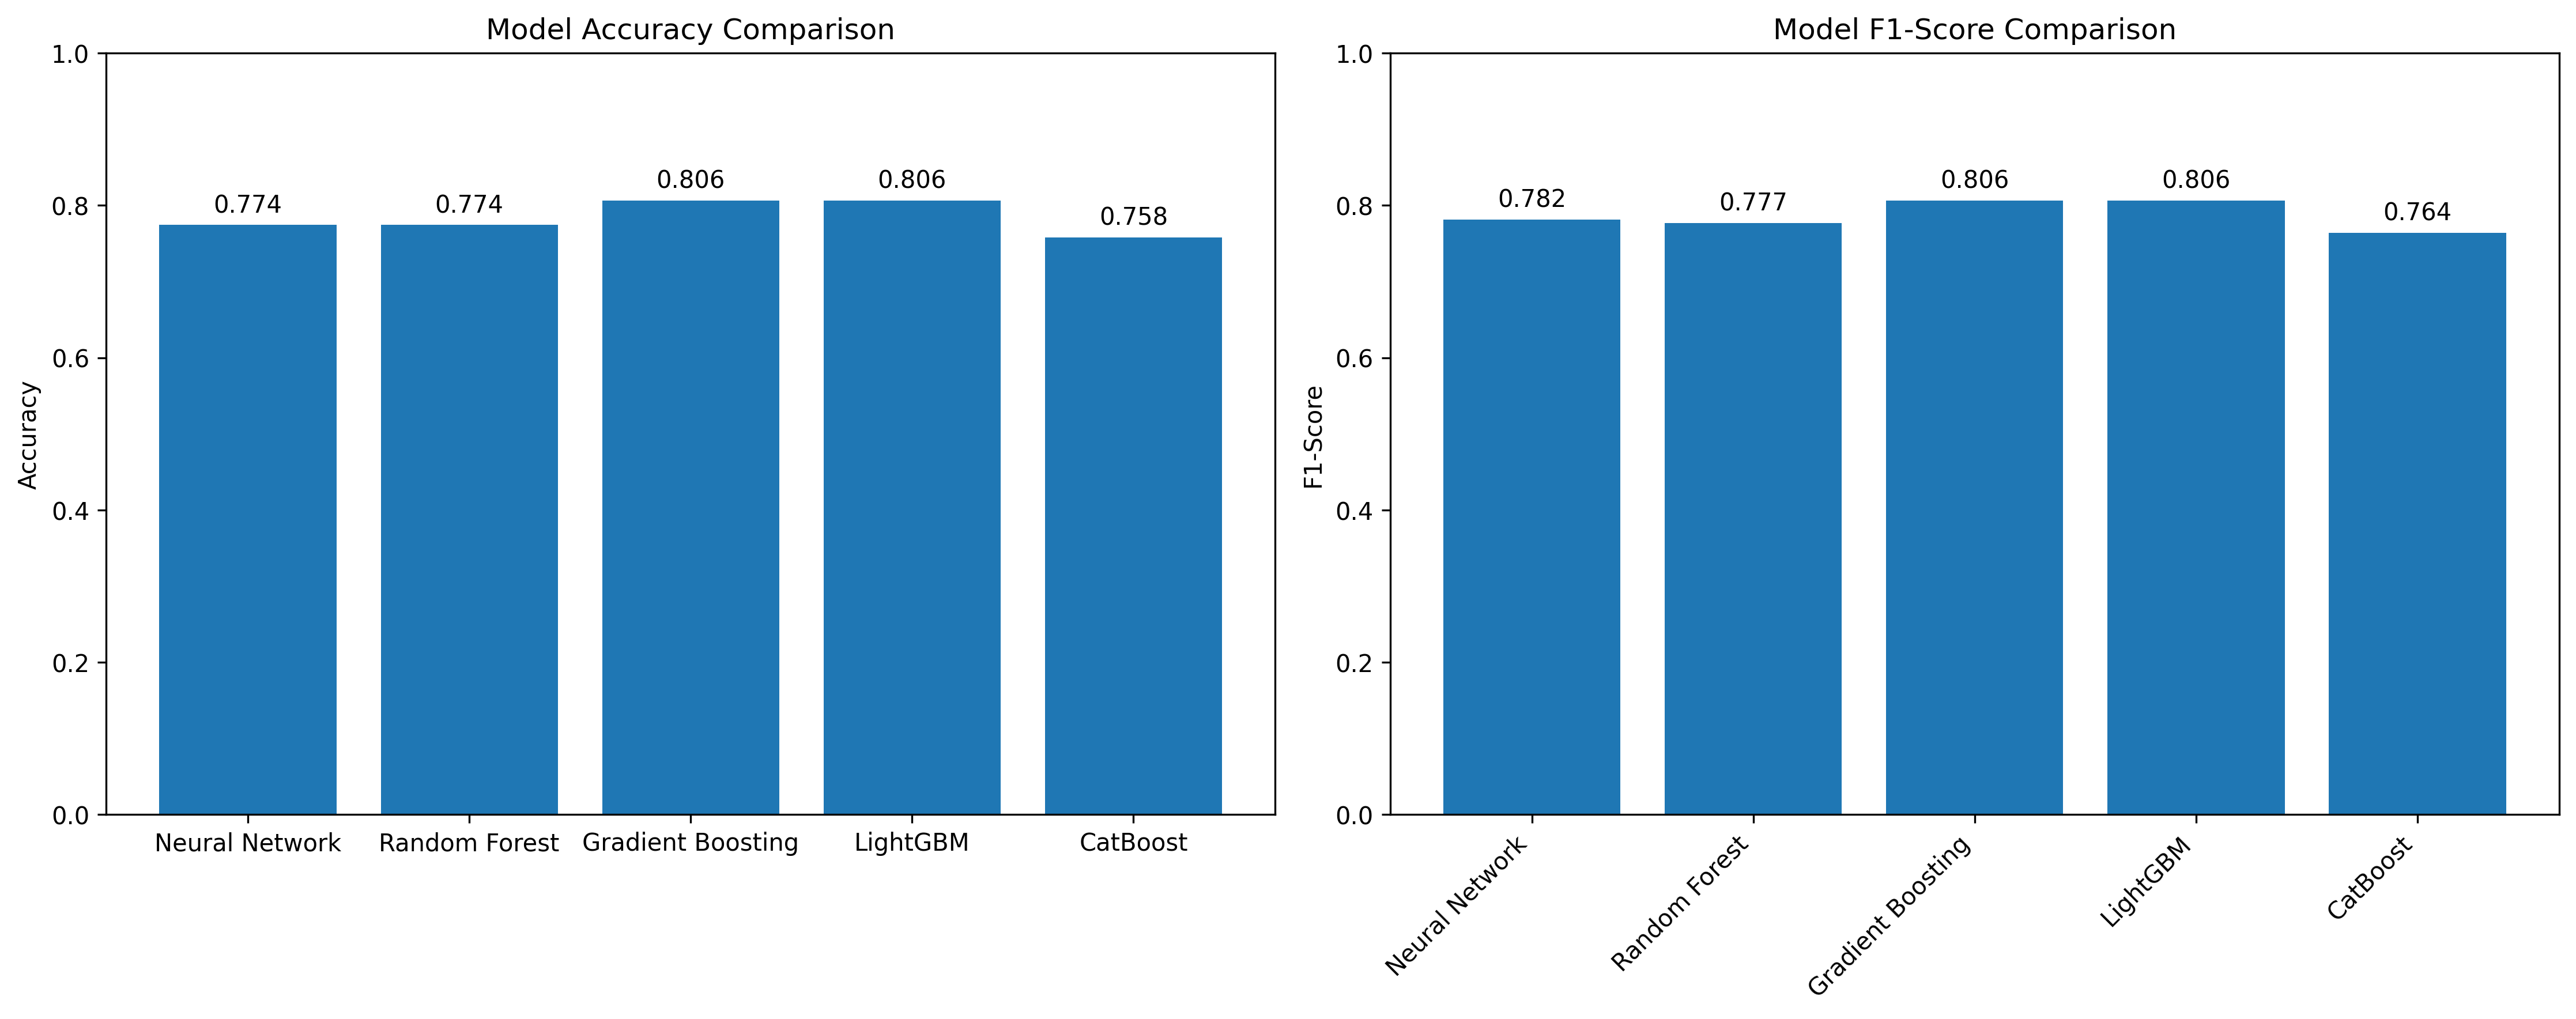 Model Accuracy Comparison
Accuracy
1.0
0.8
0.6
0.4
0.2
0.0
0.774
0.774
0.806
0.806
0.758
Neural Network
Random Forest
Gradient Boosting
LightGBM
CatBoost
Model F1-Score Comparison
F1-Score
1.0
0.8
0.6
0.4
0.2
0.0
0.782
0.777
0.806
0.806
0.764
Neural Network
Random Forest
Gradient Boosting
LightGBM
CatBoost